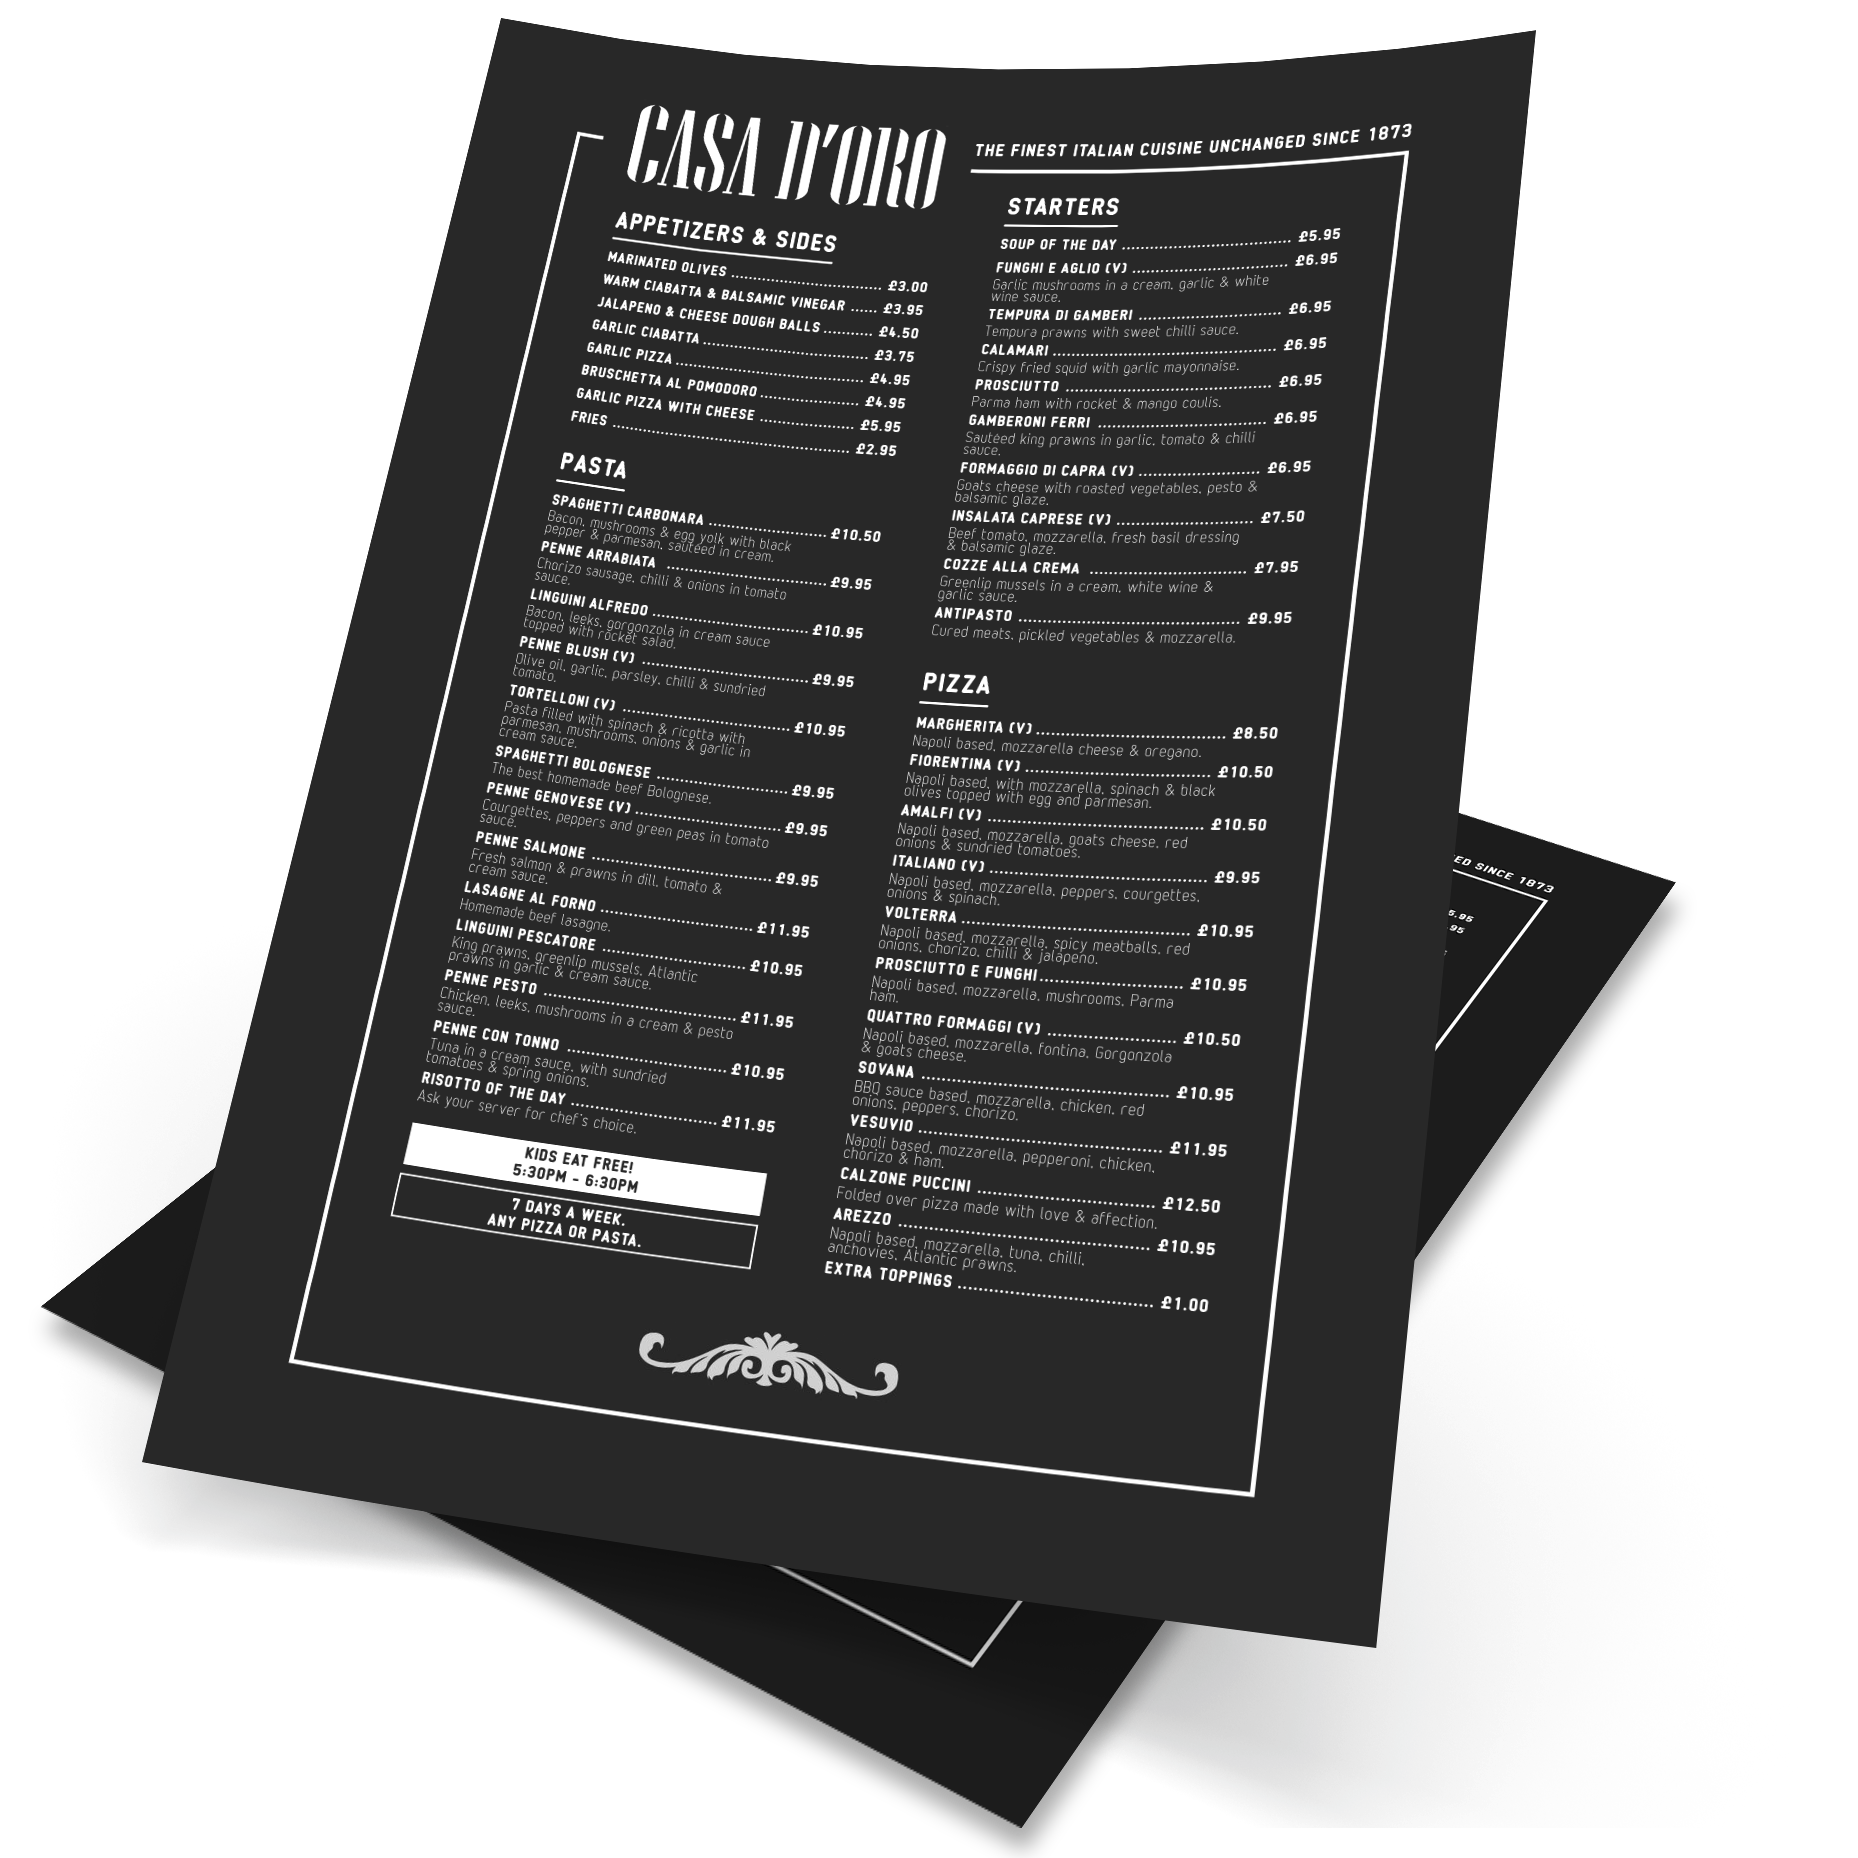 CASA D'ORO
THE FINEST ITALIAN CUISINE UNCHANGED SINCE 1873
APPETIZERS & SIDES
MARINATED OLIVES ........ £3.00
WARM CIABATTA & BALSAMIC VINEGAR ...... £3.95
JALAPENO & CHEESE DOUGH BALLS .......... £4.50
GARLIC CIABATTA ........ £3.75
GARLIC PIZZA ........ £4.95
BRUSCHETTA AL POMODORO ........ £4.95
GARLIC PIZZA WITH CHEESE ........ £5.95
FRIES ........ £2.95
PASTA
SPAGHETTI CARBONARA ........ £10.50
Bacon, mushrooms & egg yolk with black
pepper & parmesan, sautéed in cream.
PENNE ARRABIATA ........ £9.95
Chorizo sausage, chilli & onions in tomato
sauce.
LINGUINI ALFREDO ........ £10.95
Bacon, leeks, gorgonzola in cream sauce
topped with rocket salad.
PENNE BLUSH (V) ........ £9.95
Olive oil, garlic, parsley, chilli & sundried
tomato.
TORTELLONI (V) ........ £10.95
Pasta filled with spinach & ricotta with
parmesan, mushrooms, onions & garlic in
cream sauce.
SPAGHETTI BOLOGNESE ........ £9.95
The best homemade beef Bolognese.
PENNE GENOVESE (V) ........ £9.95
Courgettes, peppers and green peas in tomato
sauce.
PENNE SALMONE ........ £9.95
Fresh salmon & prawns in dill, tomato &
cream sauce.
LASAGNE AL FORNO ........ £11.95
Homemade beef lasagne.
LINGUINI PESCATORE ........ £10.95
King prawns, greenlip mussels, Atlantic
prawns in garlic & cream sauce.
PENNE PESTO ........ £11.95
Chicken, leeks, mushrooms in a cream & pesto
sauce.
PENNE CON TONNO ........ £10.95
Tuna in a cream sauce, with sundried
tomatoes & spring onions.
RISOTTO OF THE DAY ........ £11.95
Ask your server for chef's choice.
KIDS EAT FREE!
5:30PM - 6:30PM
7 DAYS A WEEK.
ANY PIZZA OR PASTA.
STARTERS
SOUP OF THE DAY ........ £5.95
FUNGHI E AGLIO (V) ........ £6.95
Garlic mushrooms in a cream, garlic & white
wine sauce.
TEMPURA DI GAMBERI ........ £6.95
Tempura prawns with sweet chilli sauce.
CALAMARI ........ £6.95
Crispy fried squid with garlic mayonnaise.
PROSCIUTTO ........ £6.95
Parma ham with rocket & mango coulis.
GAMBERONI FERRI ........ £6.95
Sautéed king prawns in garlic, tomato & chilli
sauce.
FORMAGGIO DI CAPRA (V) ........ £6.95
Goats cheese with roasted vegetables, pesto &
balsamic glaze.
INSALATA CAPRESE (V) ........ £7.50
Beef tomato, mozzarella, fresh basil dressing
& balsamic glaze.
COZZE ALLA CREMA ........ £7.95
Greenlip mussels in a cream, white wine &
garlic sauce.
ANTIPASTO ........ £9.95
Cured meats, pickled vegetables & mozzarella.
PIZZA
MARGHERITA (V) ........ £8.50
Napoli based, mozzarella cheese & oregano.
FIORENTINA (V) ........ £10.50
Napoli based, with mozzarella, spinach & black
olives topped with egg and parmesan.
AMALFI (V) ........ £10.50
Napoli based, mozzarella, goats cheese, red
onions & sundried tomatoes.
ITALIANO (V) ........ £9.95
Napoli based, mozzarella, peppers, courgettes,
onions & spinach.
VOLTERRA ........ £10.95
Napoli based, mozzarella, spicy meatballs, red
onions, chorizo, chilli & jalapeno.
PROSCIUTTO E FUNGHI ........ £10.95
Napoli based, mozzarella, mushrooms, Parma
ham.
QUATTRO FORMAGGI (V) ........ £10.50
Napoli based, mozzarella, fontina, Gorgonzola
& goats cheese.
SOVANA ........ £10.95
BBQ sauce based, mozzarella, chicken, red
onions, peppers, chorizo.
VESUVIO ........ £11.95
Napoli based, mozzarella, pepperoni, chicken,
chorizo & ham.
CALZONE PUCCINI ........ £12.50
Folded over pizza made with love & affection.
AREZZO ........ £10.95
Napoli based, mozzarella, tuna, chilli,
anchovies, Atlantic prawns.
EXTRA TOPPINGS ........ £1.00
ED SINCE 1873
5.95
.95